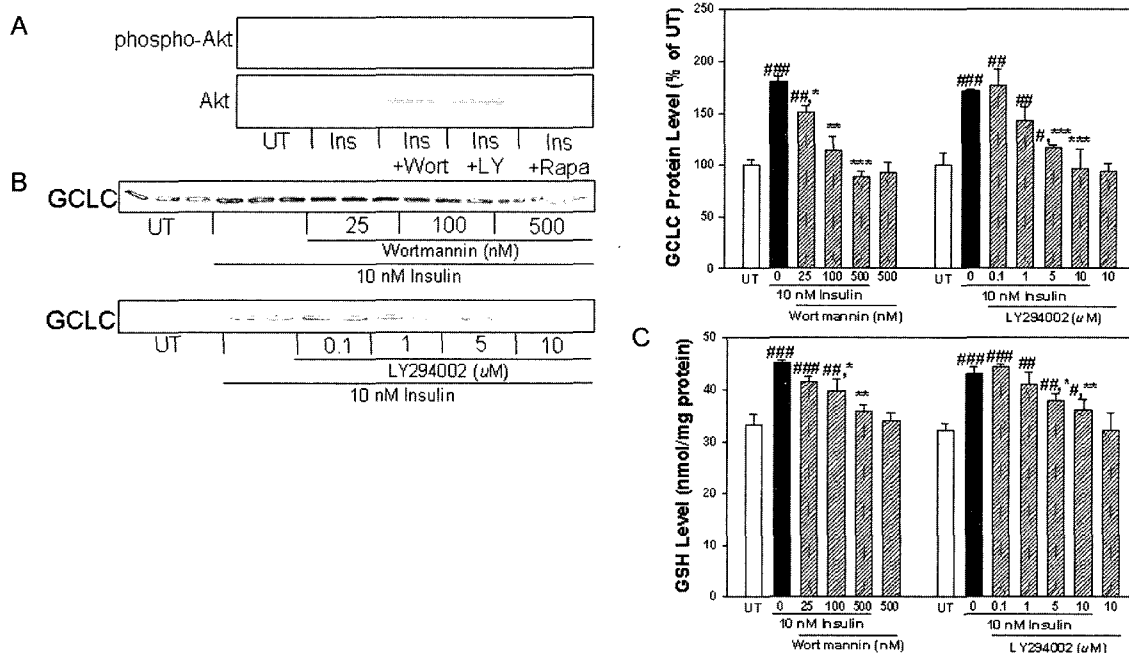 A
phospho-Akt
Akt
UT Ins Ins Ins Ins
+Wort +LY +Rapa
B
GCLC
UT 25 100 500
Wortmannin (nM)
10 nM Insulin
GCLC
UT 0.1 1 5 10
LY294002 (uM)
10 nM Insulin
GCLC Protein Level (% of UT)
250
200
150
100
50
0
###
##,*
**
***
###
##
##
#,***
***
UT 0 25 100 500 500
10 nM Insulin
Wortmannin (nM)
UT 0 0.1 1 5 10 10
10 nM Insulin
LY294002 (uM)
C
GSH Level (nmol/mg protein)
50
40
30
20
10
0
###
###
##,*
**
###
###
##
##,*
#,**
UT 0 25 100 500 500
10 nM Insulin
Wortmannin (nM)
UT 0 0.1 1 5 10 10
10 nM Insulin
LY294002 (uM)